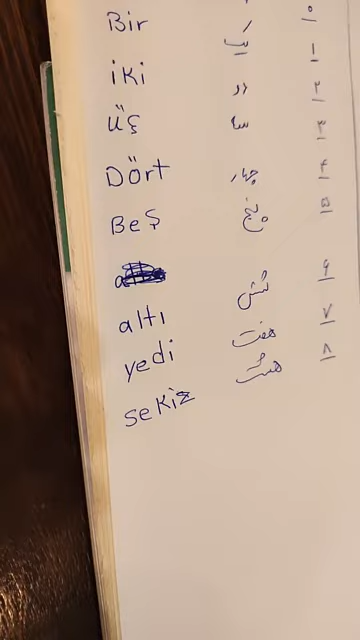 Bir یک ۱
iki دو ۲
üç سه ۳
Dört چهار ۴
Beş پنج ۵
altı شش ۶
yedi هفت ۷
sekiz هشت ۸